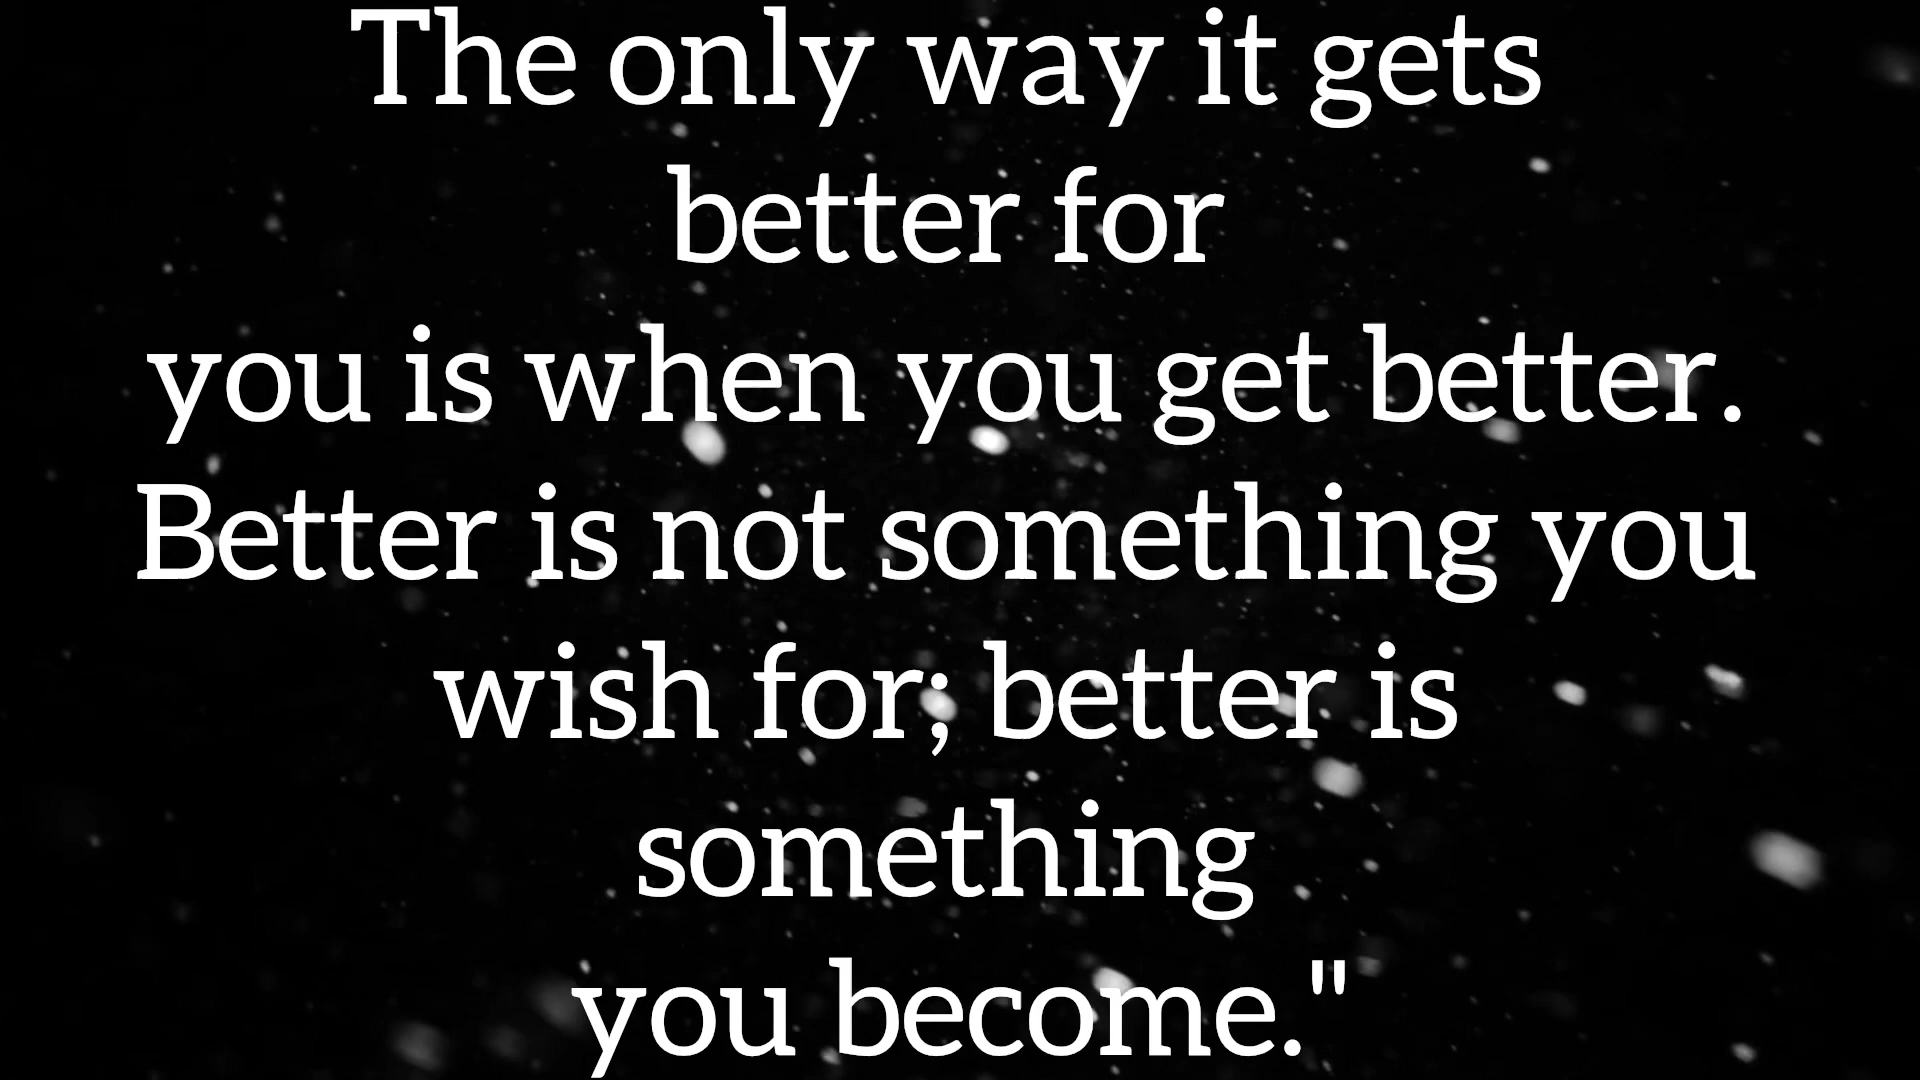 The only way it gets
better for
you is when you get better.
Better is not something you
wish for; better is
something
you become."